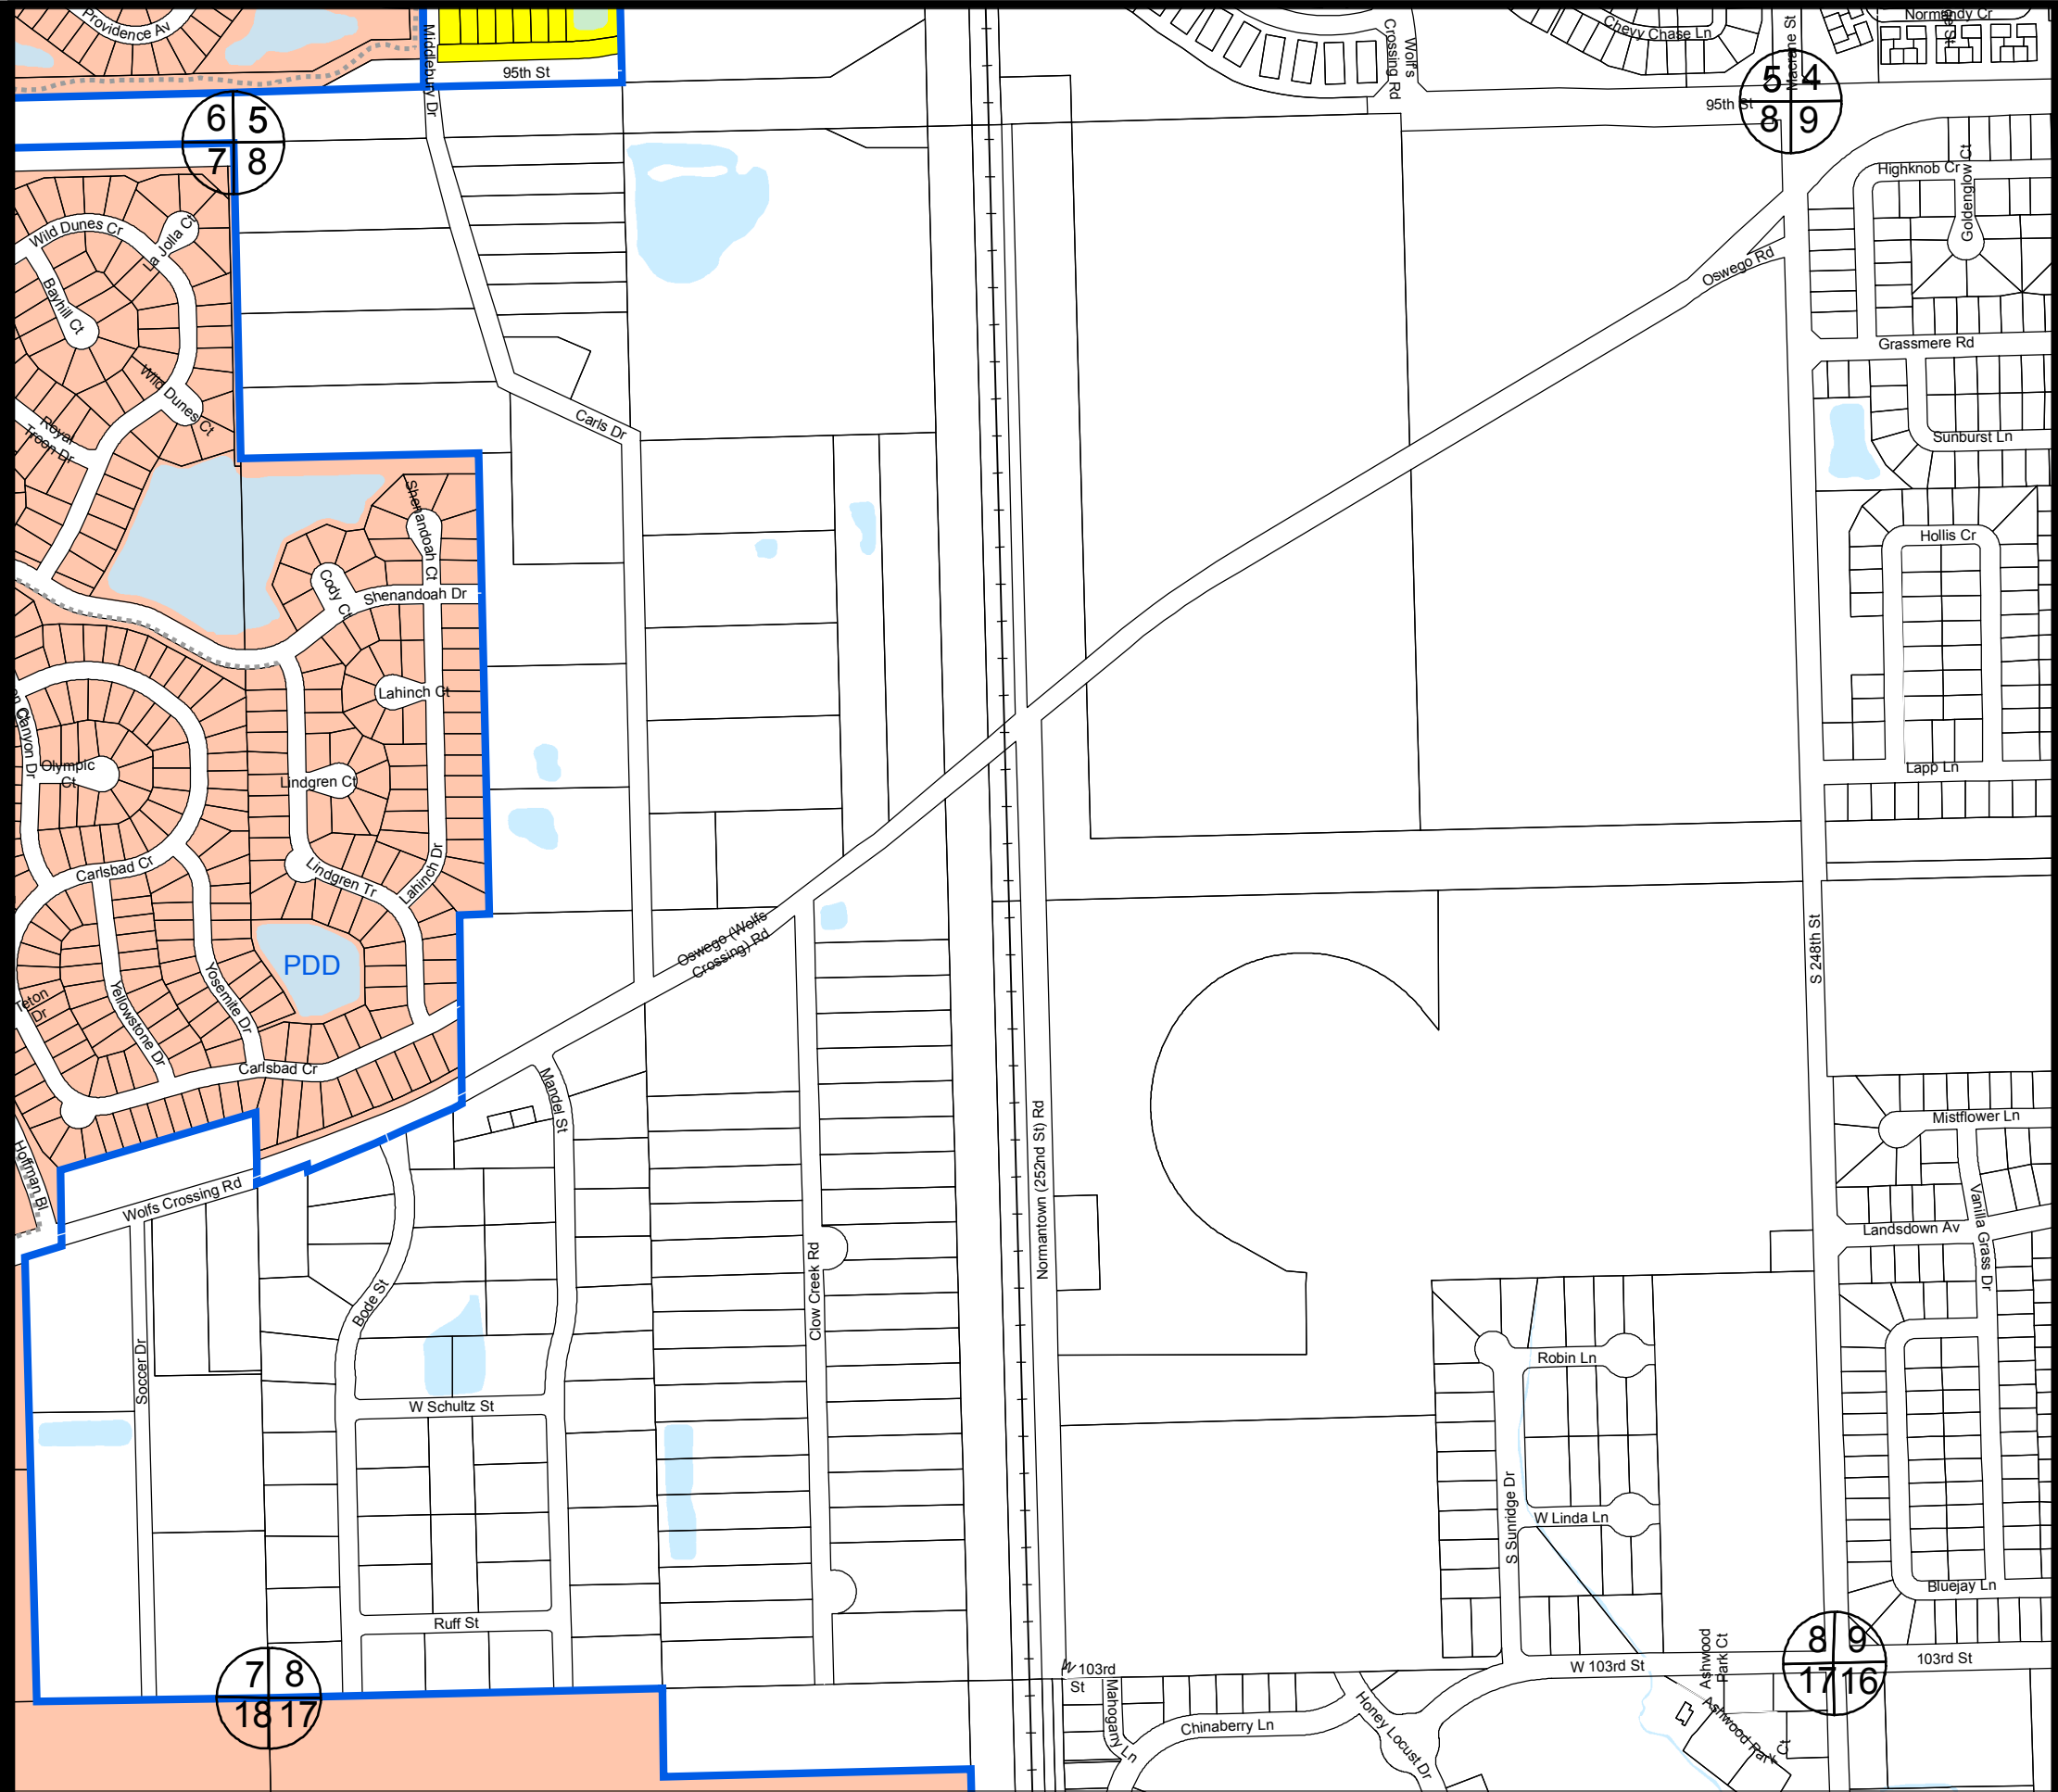 Providence Av
Middlebury Dr
95th St
Crossing Rd
Wolf's
Chevy Chase Ln
Macrane St
Normandy Cr
5 4
8 9
95th St
6 5
7 8
Highknob Cr
Goldenglow Ct
Wild Dunes Cr
La Jolla Ct
Oswego Rd
Bayhill Ct
Grassmere Rd
Wild Dunes Ct
Carls Dr
Royal
Troon Dr
Sunburst Ln
Shenandoah Ct
Hollis Cr
Cody Ct
Shenandoah Dr
Lahinch Ct
Canyon Dr
Olympic
Ct
Lindgren Ct
Lapp Ln
Carlsbad Cr
Lindgren Tr
Lahinch Dr
Oswego (Wolfs
Crossing) Rd
S 248th St
PDD
Teton
Dr
Yellowstone Dr
Yosemite Dr
Carlsbad Cr
Mandel St
Mistflower Ln
Hoffman Bl
Wolfs Crossing Rd
Normantown (252nd St) Rd
Vanilla Grass Dr
Landsdown Av
Clow Creek Rd
Bode St
Soccer Dr
Robin Ln
W Schultz St
S Sunridge Dr
W Linda Ln
Bluejay Ln
Ruff St
7 8
18 17
W 103rd
St
W 103rd St
Ashwood
Park Ct
8 9
17 16
103rd St
Mahogany Ln
Chinaberry Ln
Honey Locust Dr
Ashwood Park Ct